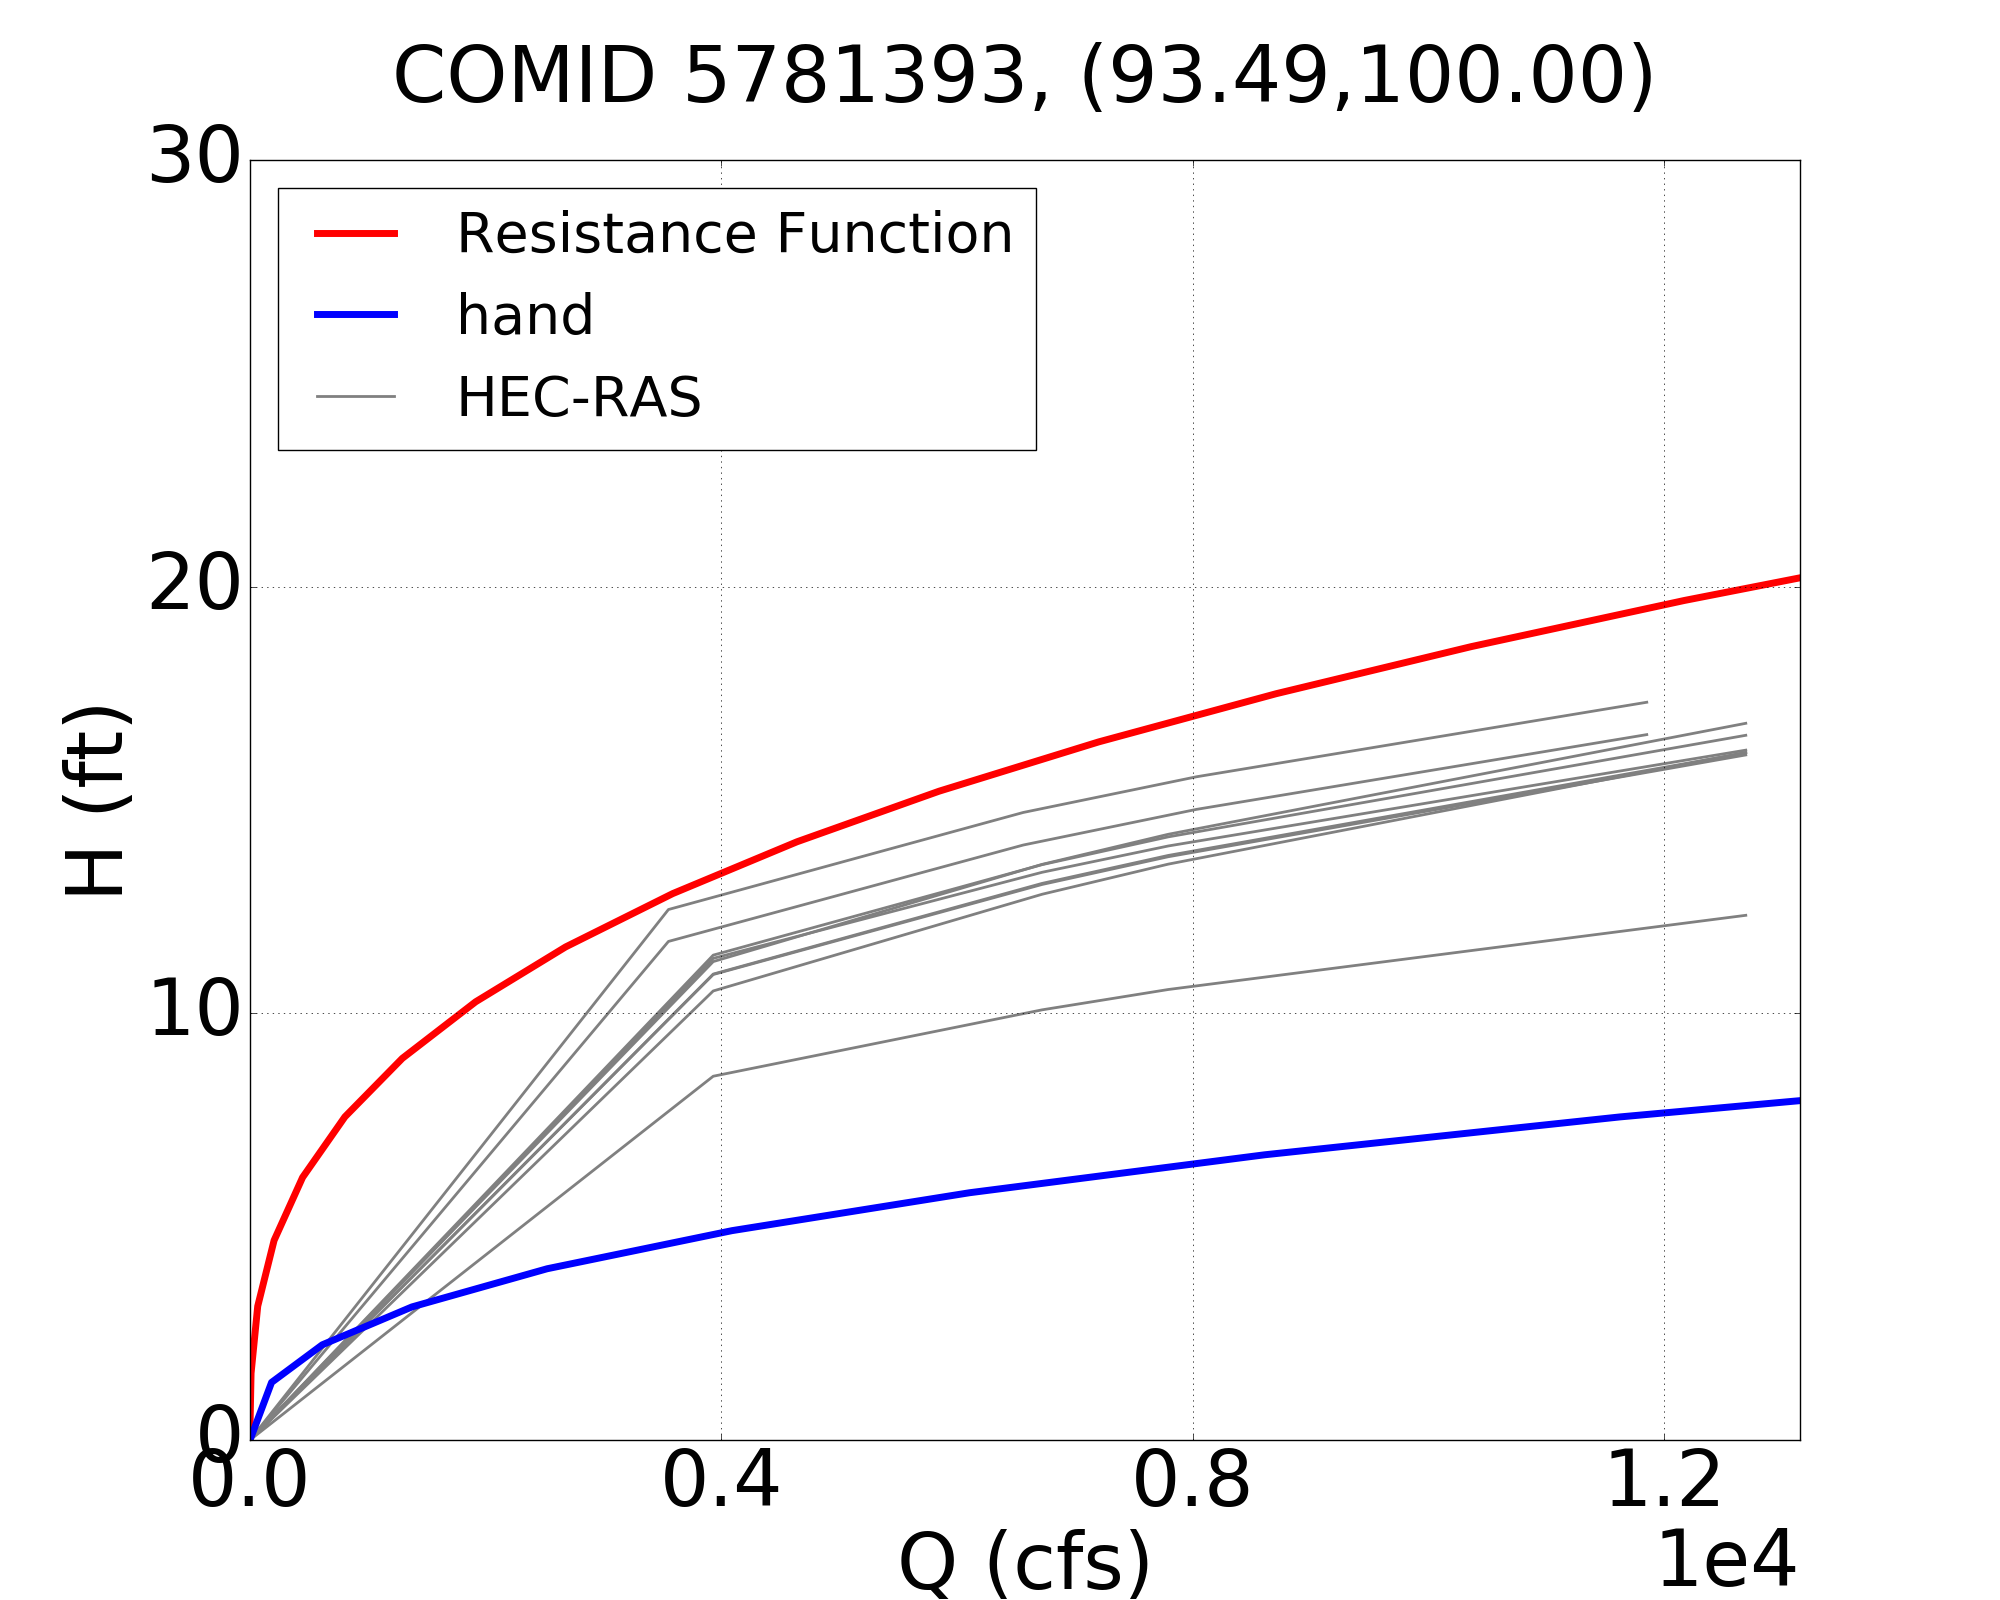 COMID 5781393, (93.49,100.00)
30
Resistance Function
hand
HEC-RAS
20
H (ft)
10
0
0.0 0.4 0.8 1.2
Q (cfs) 1e4